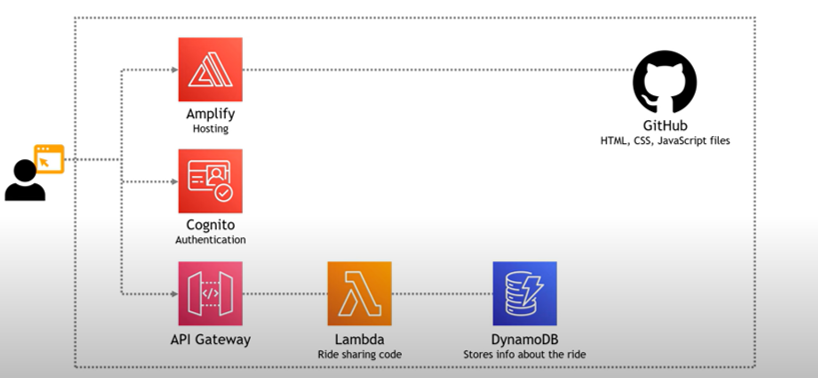 Amplify
Hosting
GitHub
HTML, CSS, JavaScript files
Cognito
Authentication
</>
API Gateway
Lambda
Ride sharing code
DynamoDB
Stores info about the ride